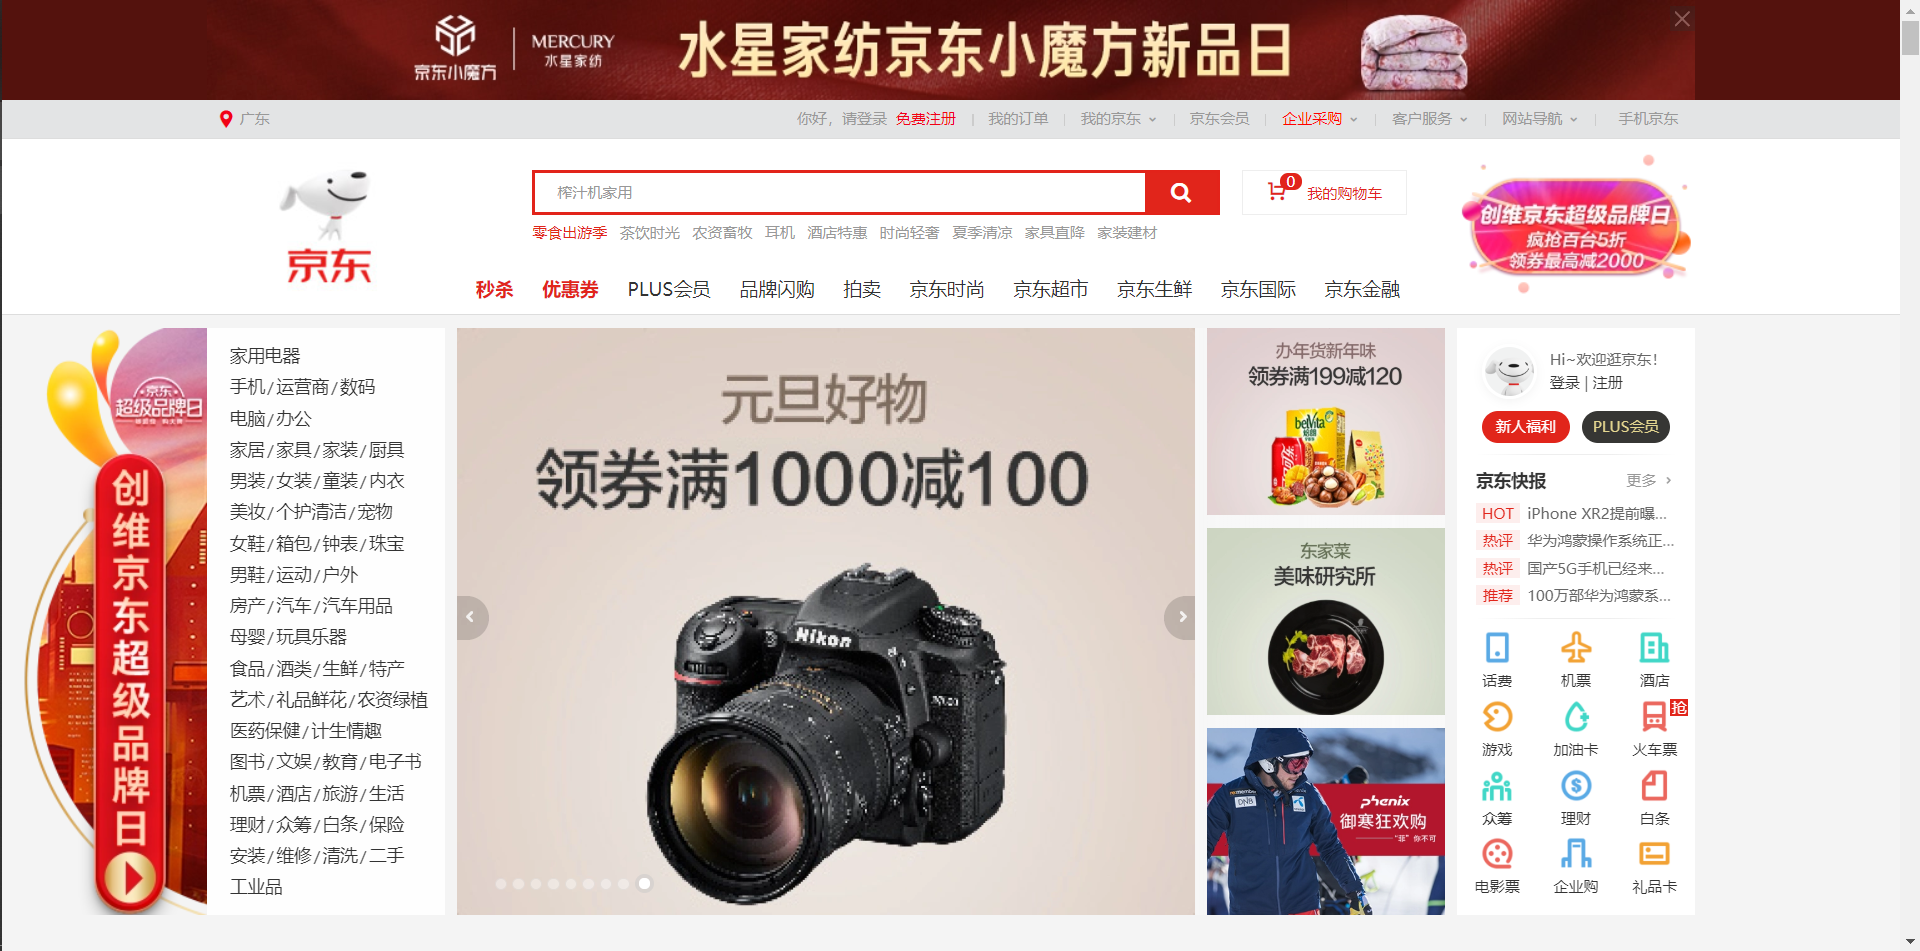 京东小魔方
MERCURY
水星家纺
水星家纺京东小魔方新品日
广东
你好，请登录 免费注册
我的订单
我的京东
京东会员
企业采购
客户服务
网站导航
手机京东
京东
榨汁机家用
0
我的购物车
零食出游季 茶饮时光 农资畜牧 耳机 酒店特惠 时尚轻奢 夏季清凉 家具直降 家装建材
创维京东超级品牌日
疯抢百台5折
领券最高减2000
秒杀 优惠券 PLUS会员 品牌闪购 拍卖 京东时尚 京东超市 京东生鲜 京东国际 京东金融
京东
超级品牌日
创维京东超级品牌日
家用电器
手机/运营商/数码
电脑/办公
家居/家具/家装/厨具
男装/女装/童装/内衣
美妆/个护清洁/宠物
女鞋/箱包/钟表/珠宝
男鞋/运动/户外
房产/汽车/汽车用品
母婴/玩具乐器
食品/酒类/生鲜/特产
艺术/礼品鲜花/农资绿植
医药保健/计生情趣
图书/文娱/教育/电子书
机票/酒店/旅游/生活
理财/众筹/白条/保险
安装/维修/清洗/二手
工业品
元旦好物
领券满1000减100
Nikon
办年货新年味
领券满199减120
belVita
东家菜
美味研究所
DNB
phenix
御寒狂欢购
“菲”你不可
Hi~欢迎逛京东！
登录 | 注册
新人福利 PLUS会员
京东快报 更多
HOT iPhone XR2提前曝...
热评 华为鸿蒙操作系统正...
热评 国产5G手机已经来...
推荐 100万部华为鸿蒙系...
话费 机票 酒店
抢
游戏 加油卡 火车票
众筹 理财 白条
电影票 企业购 礼品卡